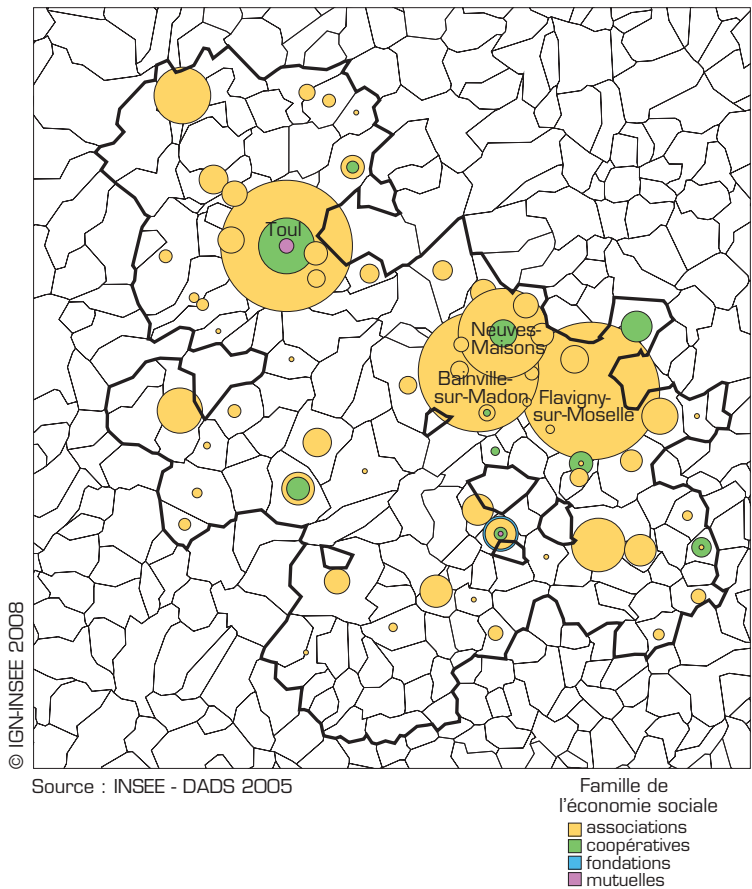 Toul
Neuves-
Maisons
Bainville-
sur-Madon
Flavigny-
sur-Moselle
© IGN-INSEE 2008
Source : INSEE - DADS 2005
Famille de
l'économie sociale
associations
coopératives
fondations
mutuelles